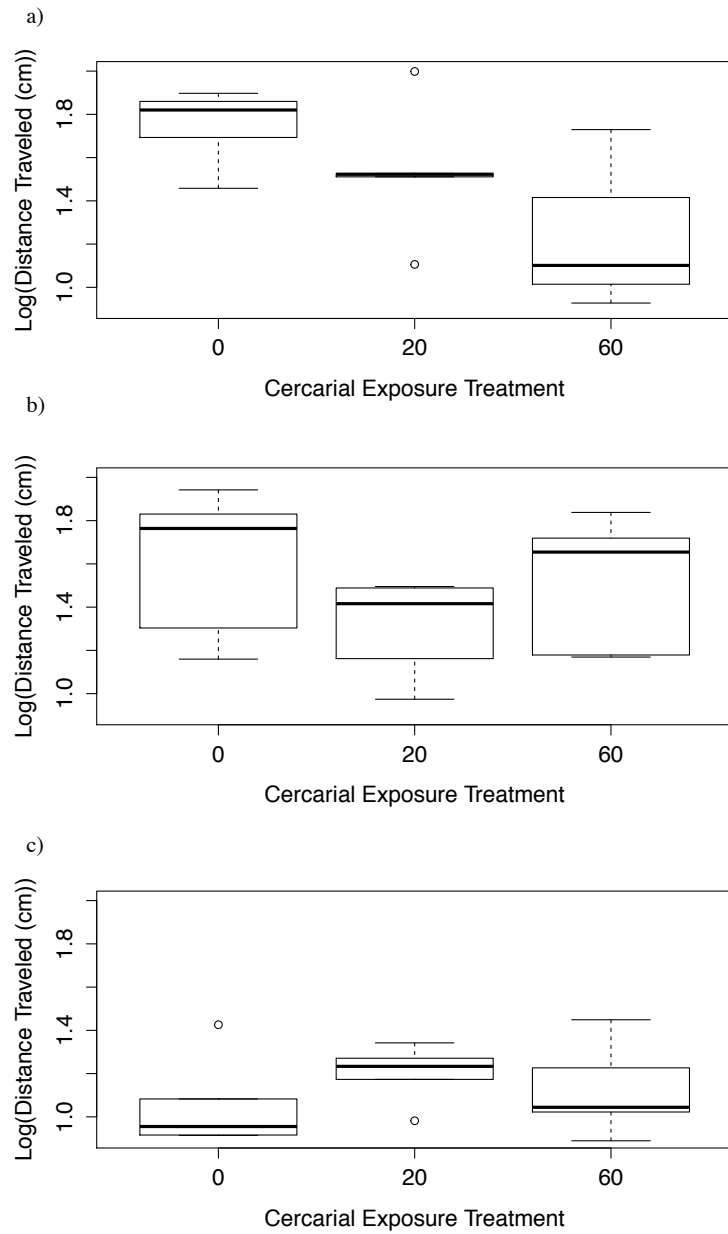 a)
Log(Distance Traveled (cm))
1.8
1.4
1.0
0 20 60
Cercarial Exposure Treatment
b)
Log(Distance Traveled (cm))
1.8
1.4
1.0
0 20 60
Cercarial Exposure Treatment
c)
Log(Distance Traveled (cm))
1.8
1.4
1.0
0 20 60
Cercarial Exposure Treatment